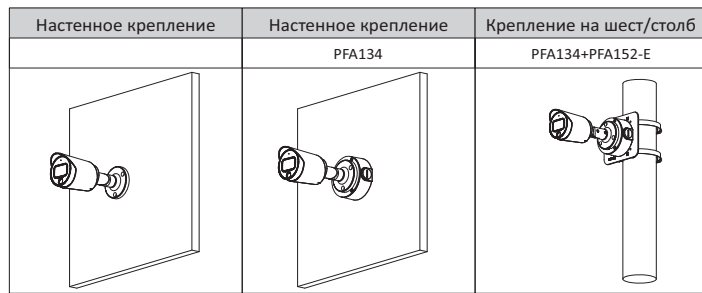 Настенное крепление
Настенное крепление
Крепление на шест/столб
PFA134
PFA134+PFA152-E